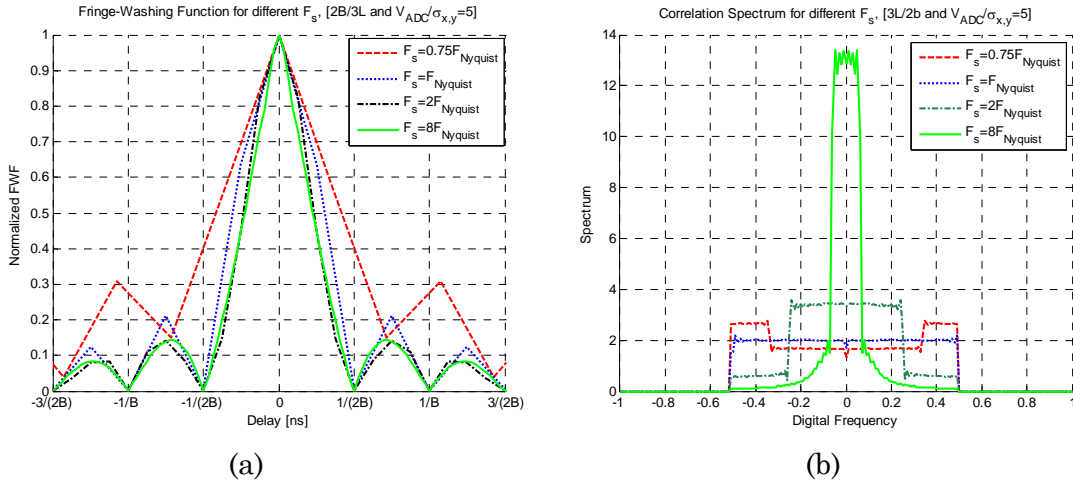 Fringe-Washing Function for different F_s, [2B/3L and V_ADC/σ_x,y=5]
Normalized FWF
1
0.9
0.8
0.7
0.6
0.5
0.4
0.3
0.2
0.1
0
-3/(2B) -1/B -1/(2B) 0 1/(2B) 1/B 3/(2B)
Delay [ns]
F_s=0.75F_Nyquist
F_s=F_Nyquist
F_s=2F_Nyquist
F_s=8F_Nyquist
(a)
Correlation Spectrum for different F_s, [3L/2b and V_ADC/σ_x,y=5]
Spectrum
14
12
10
8
6
4
2
0
-1 -0.8 -0.6 -0.4 -0.2 0 0.2 0.4 0.6 0.8 1
Digital Frequency
F_s=0.75F_Nyquist
F_s=F_Nyquist
F_s=2F_Nyquist
F_s=8F_Nyquist
(b)